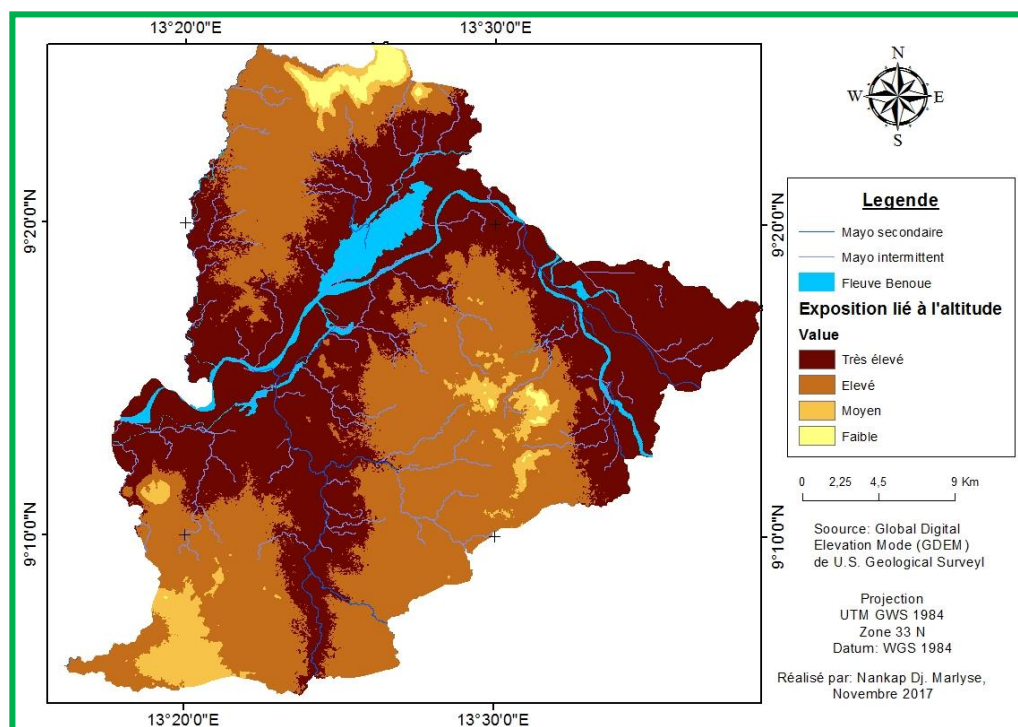 13°20'0"E
13°30'0"E
N
W
E
S
9°20'0"N
9°20'0"N
9°10'0"N
9°10'0"N
Legende
Mayo secondaire
Mayo intermittent
Fleuve Benoue
Exposition lié à l'altitude
Value
Très élevé
Elevé
Moyen
Faible
0 2,25 4,5 9 Km
Soource: Global Digital
Elevation Mode (GDEM)
de U.S. Geological Surveyl
Projection
UTM GWS 1984
Zone 33 N
Datum: WGS 1984
Réalisé par: Nankap Dj. Marlyse,
Novembre 2017
13°20'0"E
13°30'0"E